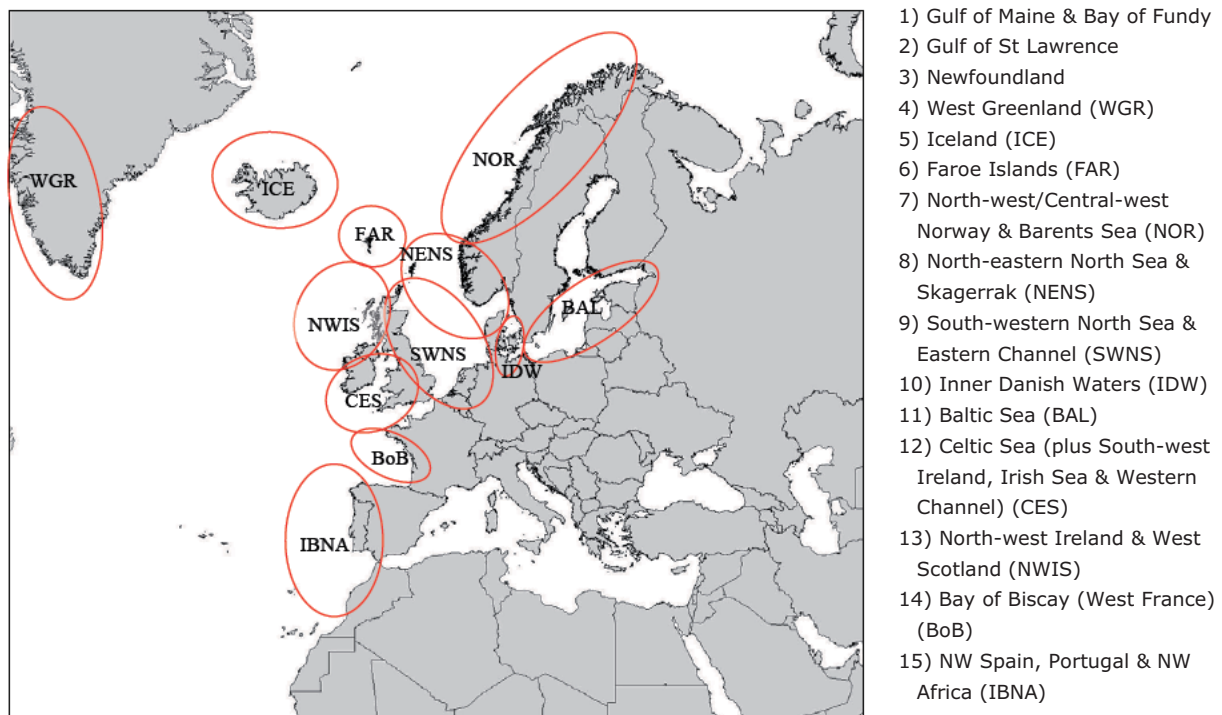 WGR
ICE
NOR
FAR
NENS
NWIS
BAL
SWNS
IDW
CES
BoB
IBNA
1) Gulf of Maine & Bay of Fundy
2) Gulf of St Lawrence
3) Newfoundland
4) West Greenland (WGR)
5) Iceland (ICE)
6) Faroe Islands (FAR)
7) North-west/Central-west
Norway & Barents Sea (NOR)
8) North-eastern North Sea &
Skagerrak (NENS)
9) South-western North Sea &
Eastern Channel (SWNS)
10) Inner Danish Waters (IDW)
11) Baltic Sea (BAL)
12) Celtic Sea (plus South-west
Ireland, Irish Sea & Western
Channel) (CES)
13) North-west Ireland & West
Scotland (NWIS)
14) Bay of Biscay (West France)
(BoB)
15) NW Spain, Portugal & NW
Africa (IBNA)